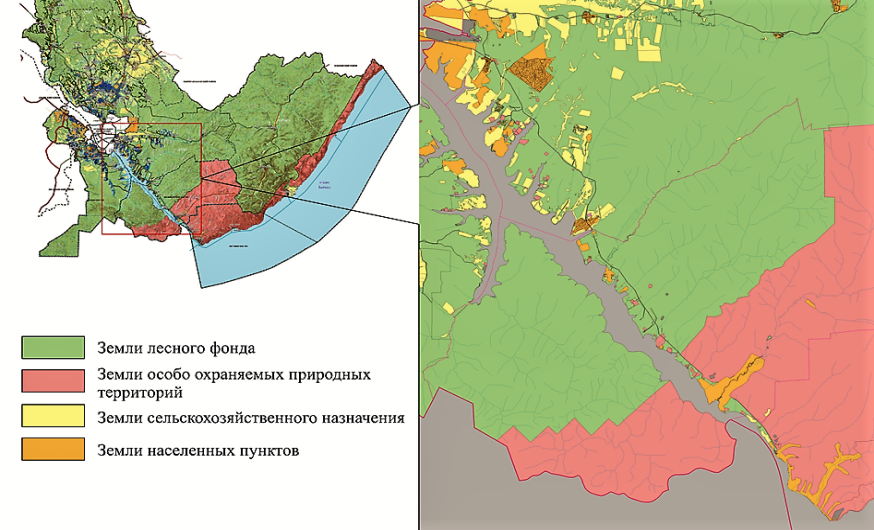 Земли лесного фонда
Земли особо охраняемых природных
территорий
Земли сельскохозяйственного назначения
Земли населенных пунктов